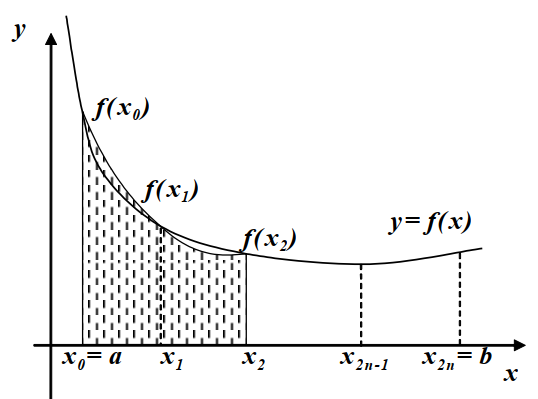 y
f(x₀)
f(x₁)
f(x₂)
y=f(x)
x₀= a
x₁
x₂
x₂ₙ₋₁
x₂ₙ= b
x